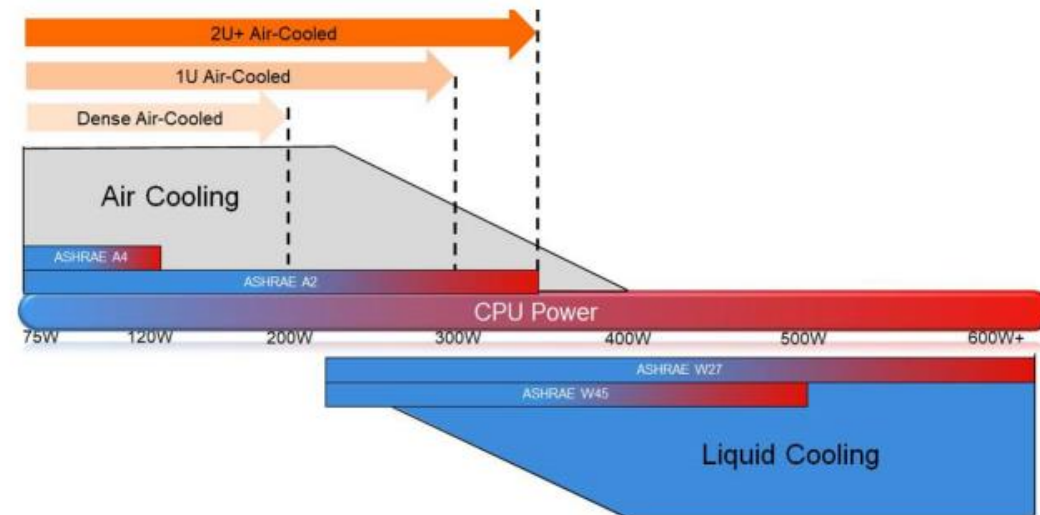 2U+ Air-Cooled
1U Air-Cooled
Dense Air-Cooled
Air Cooling
ASHRAE A4
ASHRAE A2
CPU Power
75W 120W 200W 300W 400W 500W 600W+
ASHRAE W27
ASHRAE W45
Liquid Cooling